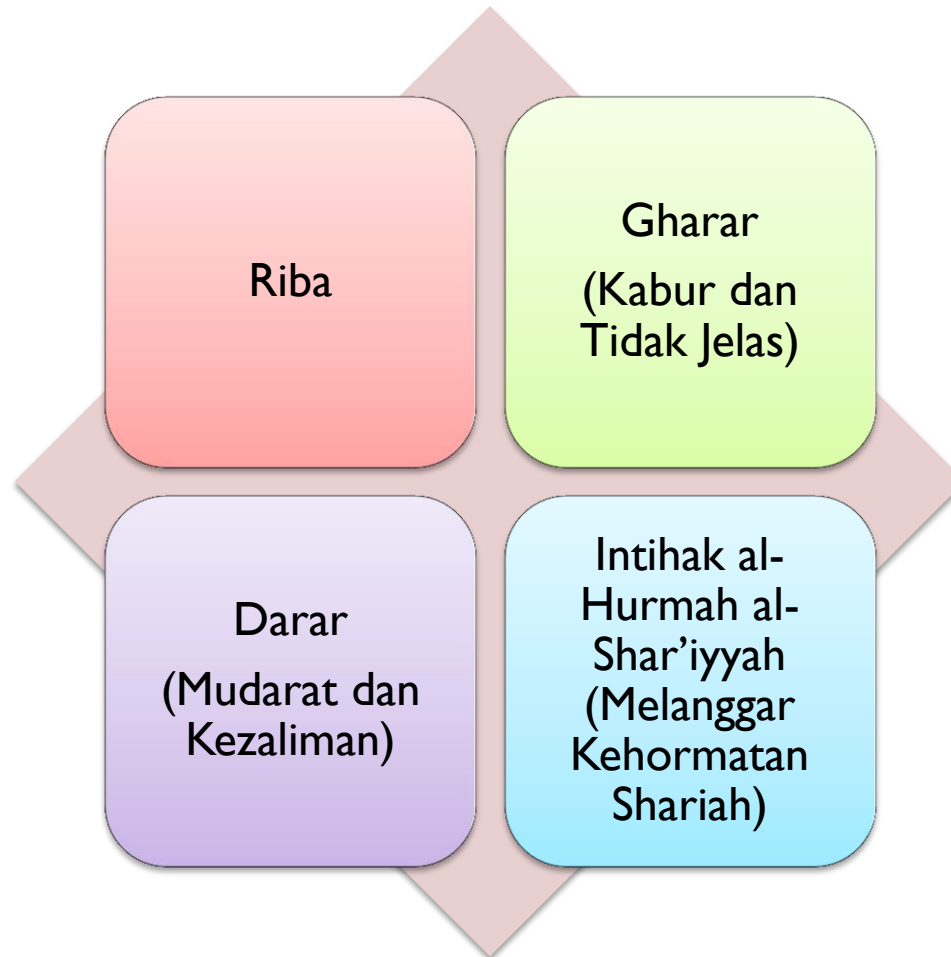 Riba
Gharar
(Kabur dan
Tidak Jelas)
Darar
(Mudarat dan
Kezaliman)
Intihak al-
Hurmah al-
Shar’iyyah
(Melanggar
Kehormatan
Shariah)